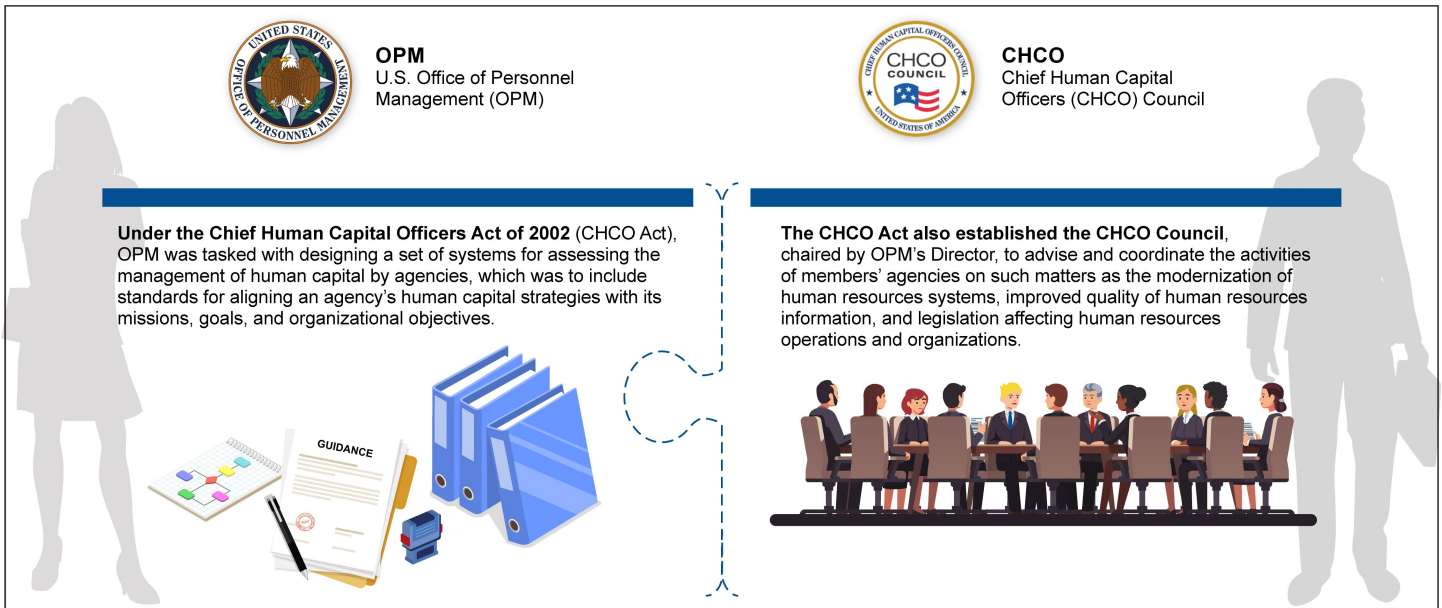 UNITED STATES
OFFICE OF PERSONNEL MANAGEMENT
OPM
U.S. Office of Personnel
Management (OPM)
CHIEF HUMAN CAPITAL OFFICERS COUNCIL
CHCO
COUNCIL
UNITED STATES OF AMERICA
CHCO
Chief Human Capital
Officers (CHCO) Council
Under the Chief Human Capital Officers Act of 2002 (CHCO Act),
OPM was tasked with designing a set of systems for assessing the
management of human capital by agencies, which was to include
standards for aligning an agency’s human capital strategies with its
missions, goals, and organizational objectives.
GUIDANCE
The CHCO Act also established the CHCO Council,
chaired by OPM’s Director, to advise and coordinate the activities
of members’ agencies on such matters as the modernization of
human resources systems, improved quality of human resources
information, and legislation affecting human resources
operations and organizations.